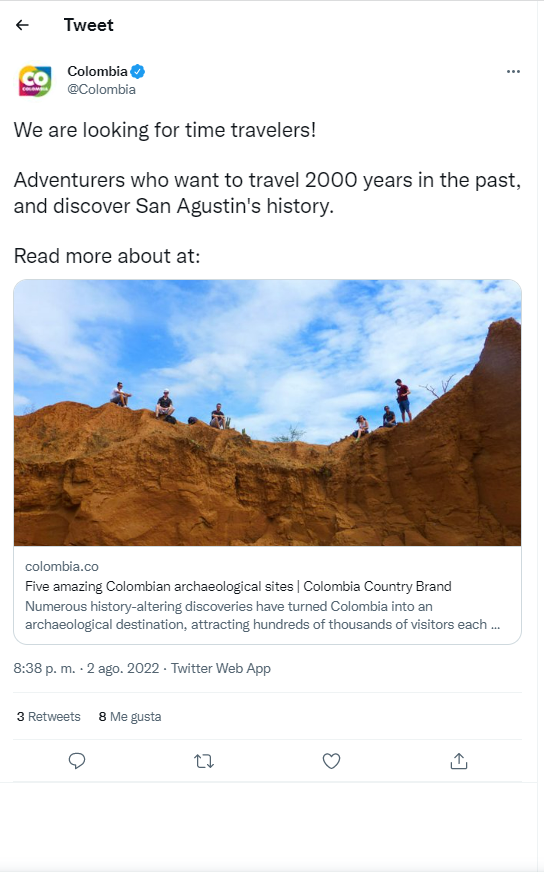 Tweet
CO
COLOMBIA
Colombia
@Colombia
We are looking for time travelers!
Adventurers who want to travel 2000 years in the past,
and discover San Agustin's history.
Read more about at:
colombia.co
Five amazing Colombian archaeological sites | Colombia Country Brand
Numerous history-altering discoveries have turned Colombia into an
archaeological destination, attracting hundreds of thousands of visitors each ...
8:38 p. m. · 2 ago. 2022 · Twitter Web App
3 Retweets 8 Me gusta